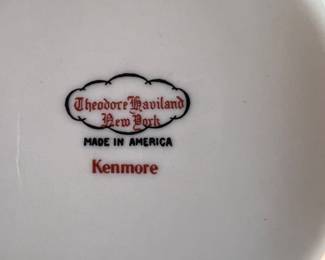 Theodore Haviland
New York
MADE IN AMERICA
Kenmore